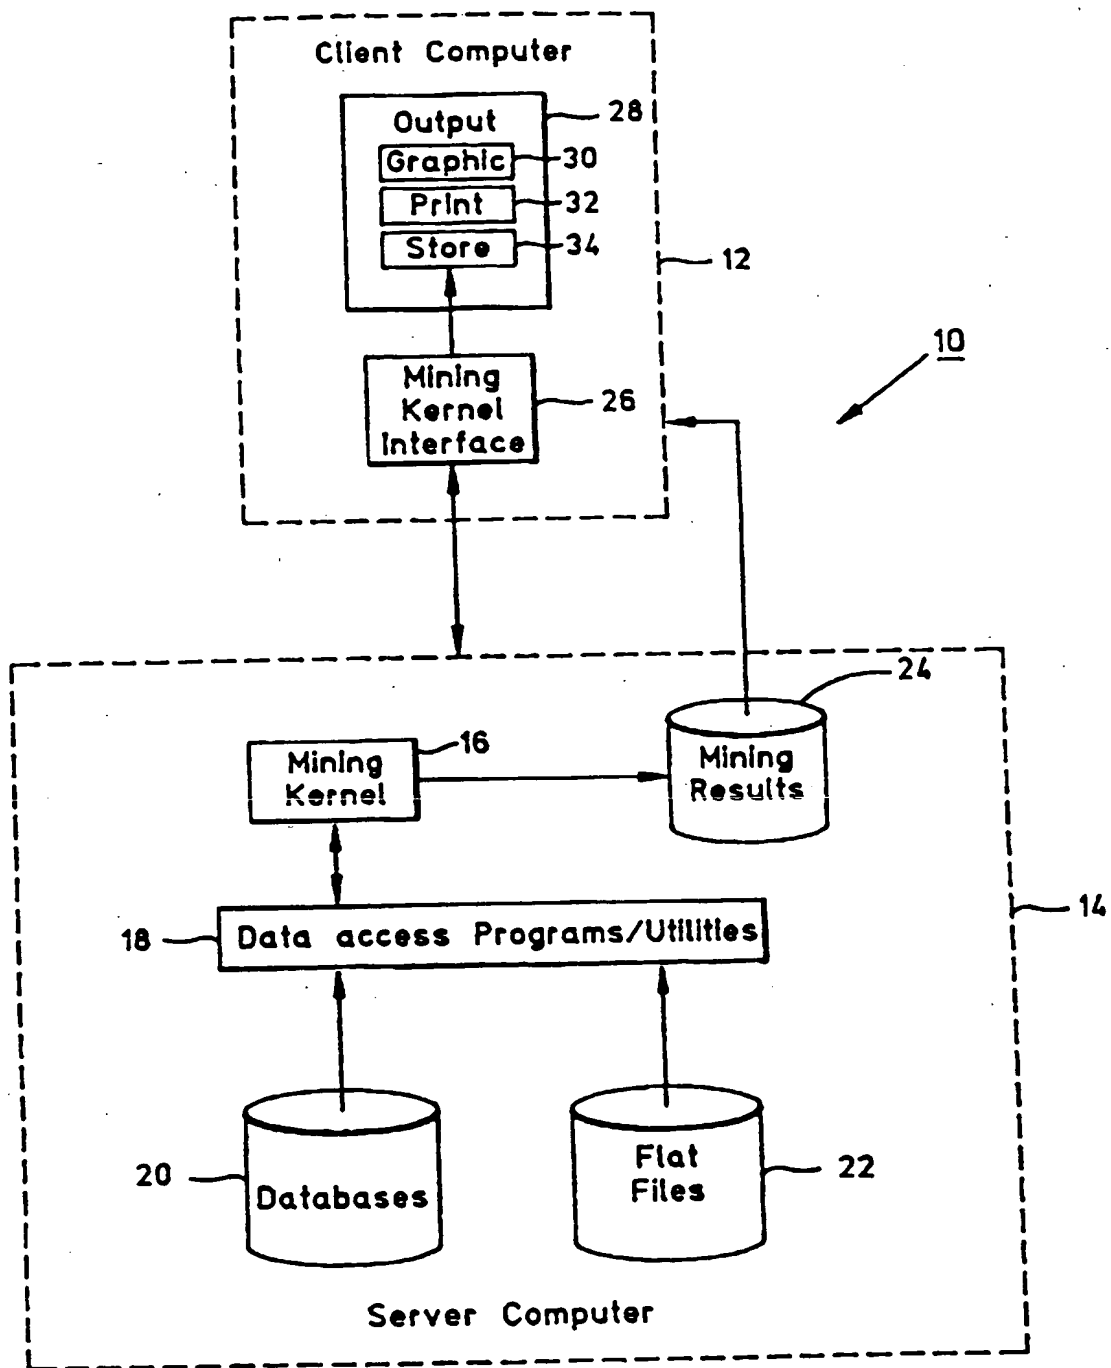 Client Computer
Output
28
Graphic
30
Print
32
Store
34
12
10
Mining
Kernel
Interface
26
24
16
Mining
Kernel
Mining
Results
14
18
Data access Programs/Utilities
20
Databases
Flat
Files
22
Server Computer